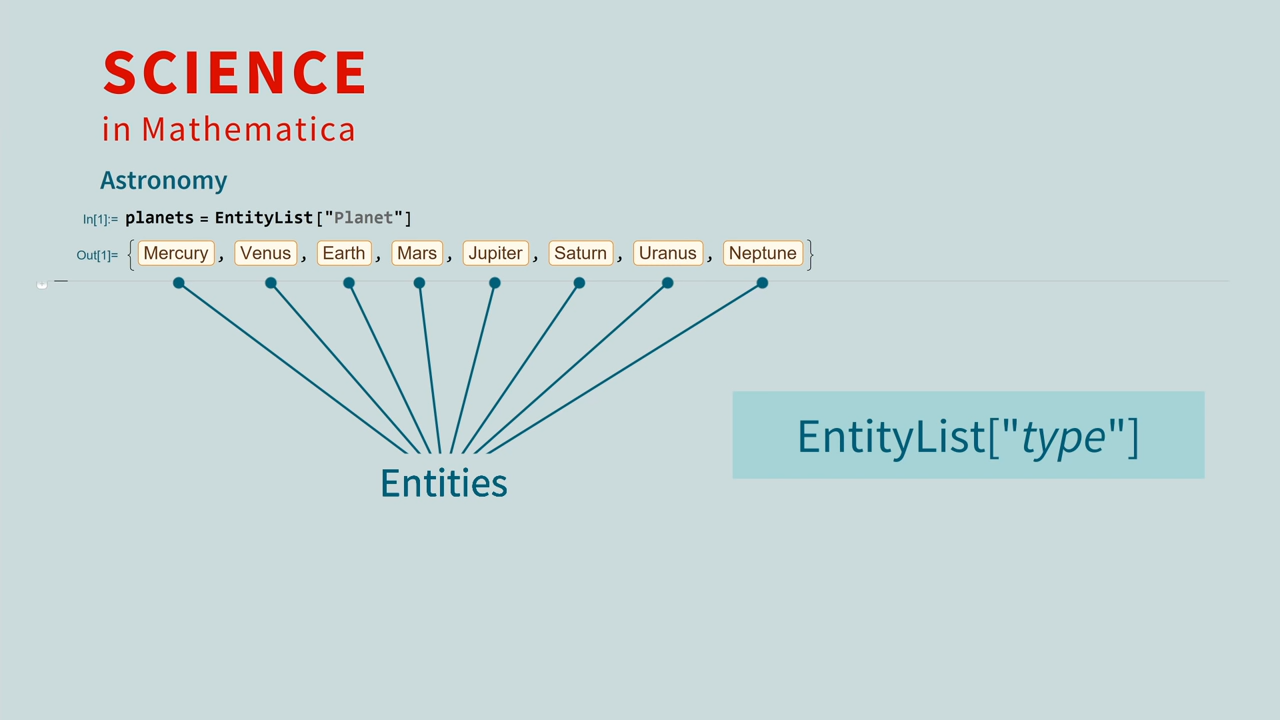 SCIENCE
in Mathematica
Astronomy
In[1]:= planets = EntityList["Planet"]
Out[1]= {Mercury, Venus, Earth, Mars, Jupiter, Saturn, Uranus, Neptune}
EntityList["type"]
Entities